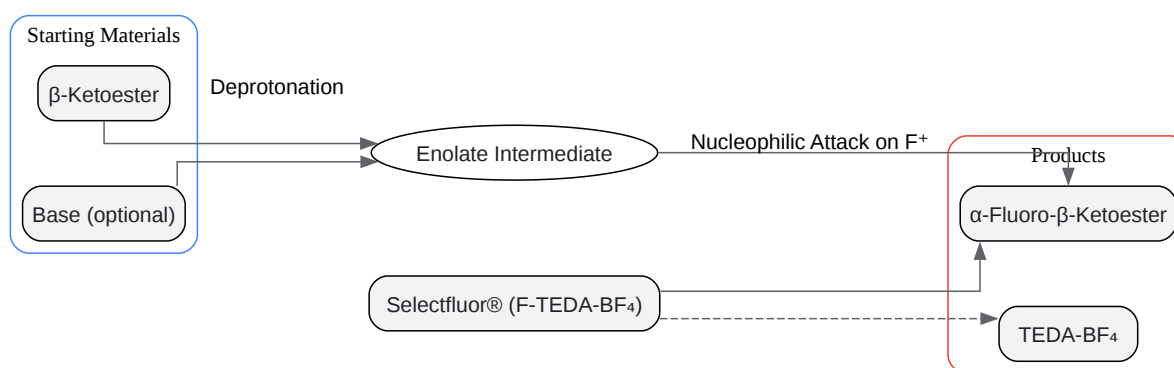 Starting Materials
β-Ketoester
Deprotonation
Base (optional)
Enolate Intermediate
Nucleophilic Attack on F⁺
Products
α-Fluoro-β-Ketoester
Selectfluor® (F-TEDA-BF₄)
TEDA-BF₄